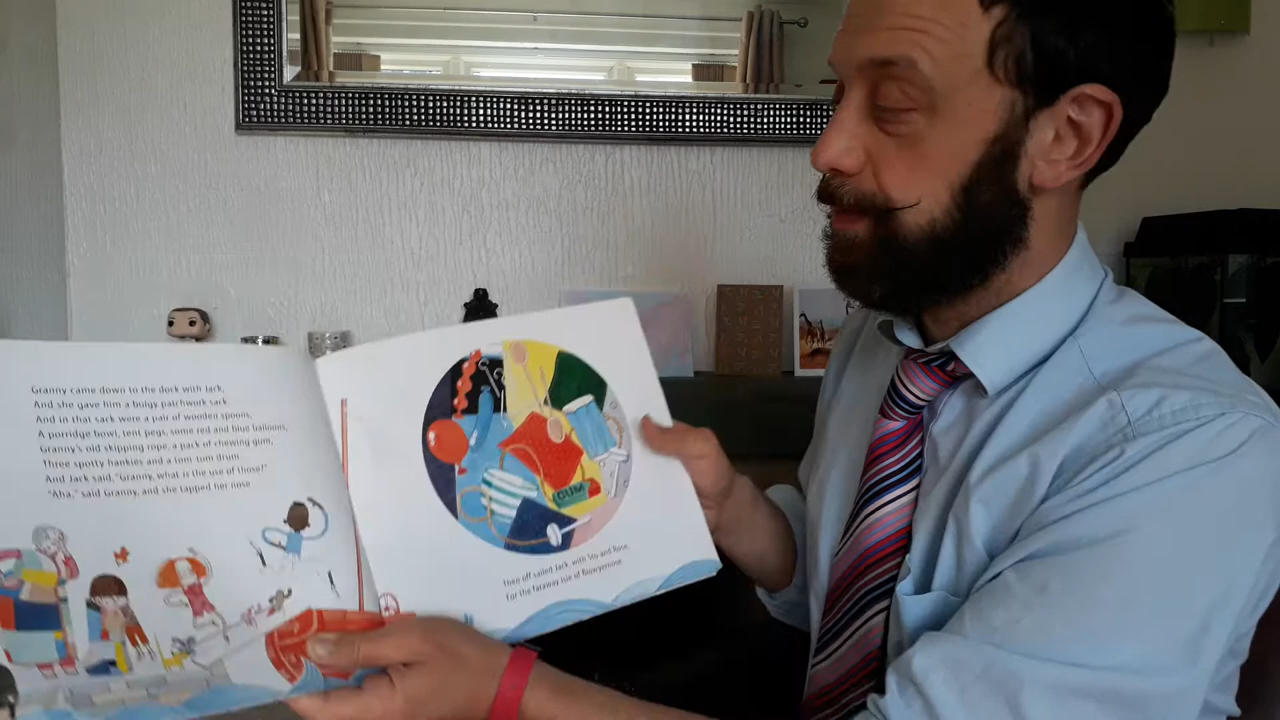 Granny came down to the dock with Jack,
And she gave him a bulgy patchwork sack.
And in that sack were a pair of wooden spoons,
A porridge bowl, tent pegs, some red and blue balloons,
Granny's old skipping rope, a pack of chewing gum,
Three spotty hankies and a tom-tom drum.
And Jack said, "Granny, what is the use of those?"
"Aha," said Granny, and she tapped her nose.
GUM
Then off sailed Jack, with Stu and Rose,
For the faraway Isle of Blowyernose.